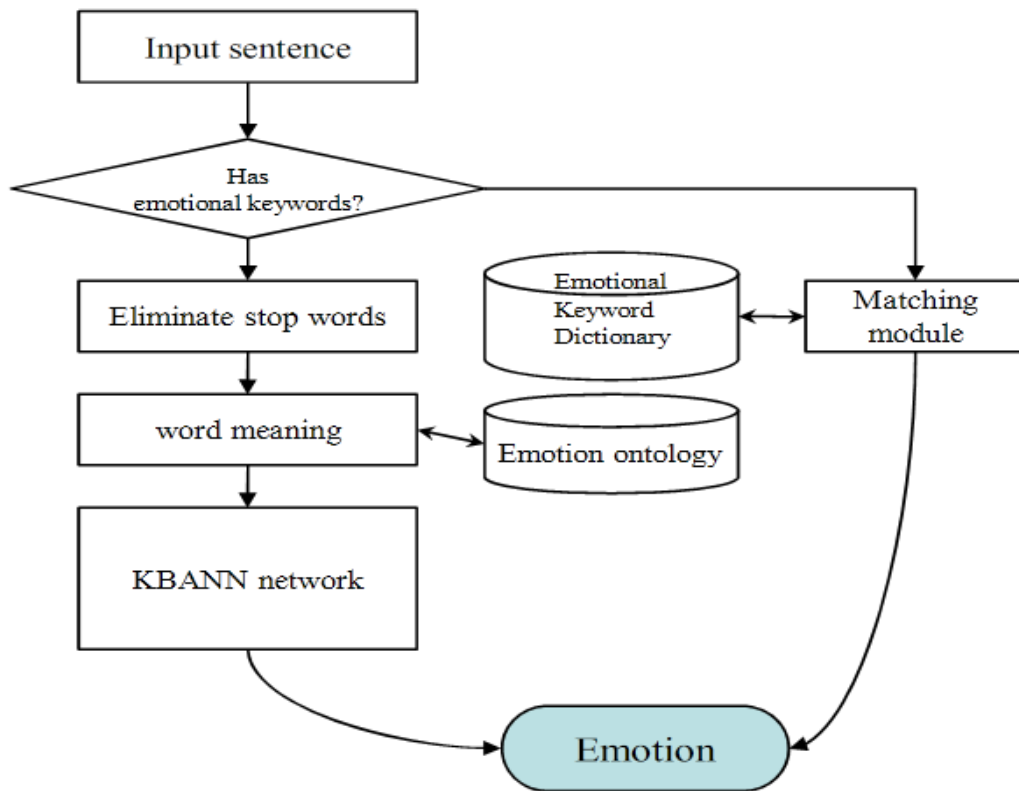 Input sentence
Has
emotional keywords?
Eliminate stop words
Emotional
Keyword
Dictionary
Matching
module
word meaning
Emotion ontology
KBANN network
Emotion